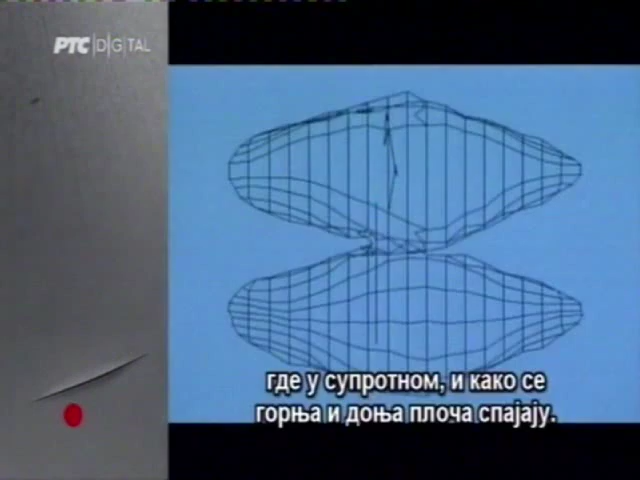 РТС DIGITAL
где у супротном, и како се
горња и доња плоча спајају.